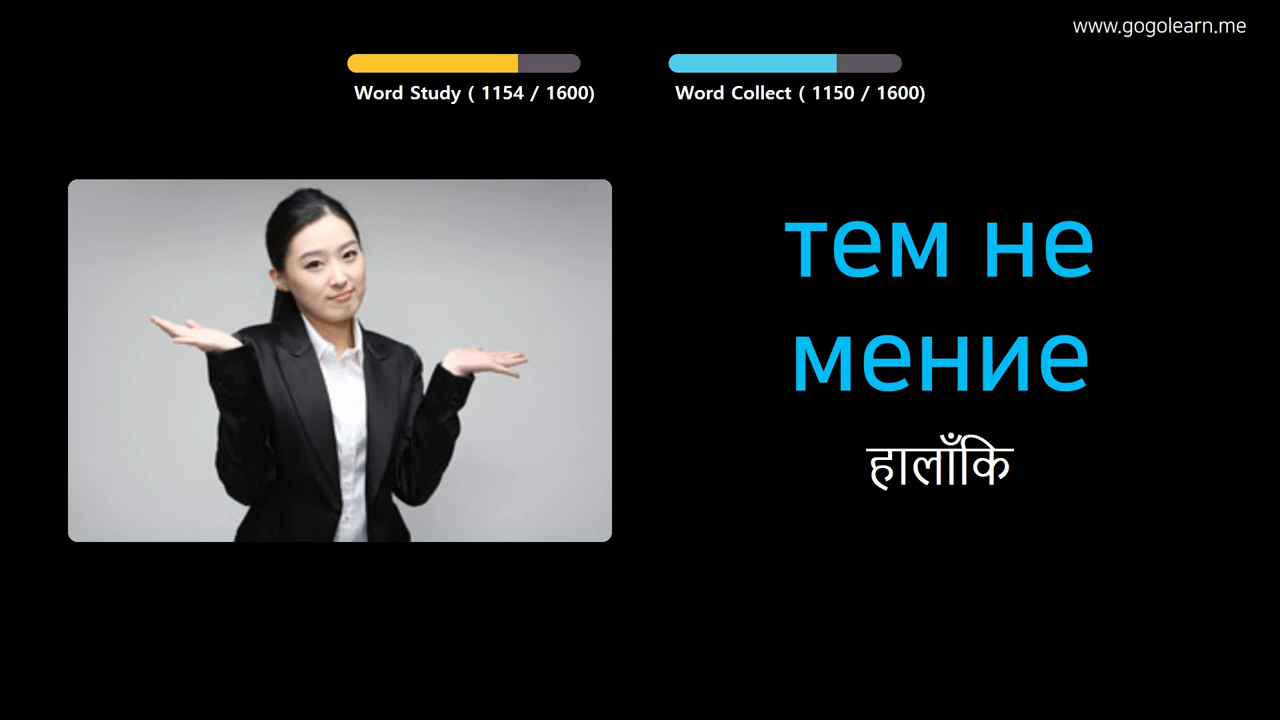 www.gogolearn.me
Word Study ( 1154 / 1600)
Word Collect ( 1150 / 1600)
тем не
мение
हालाँकि